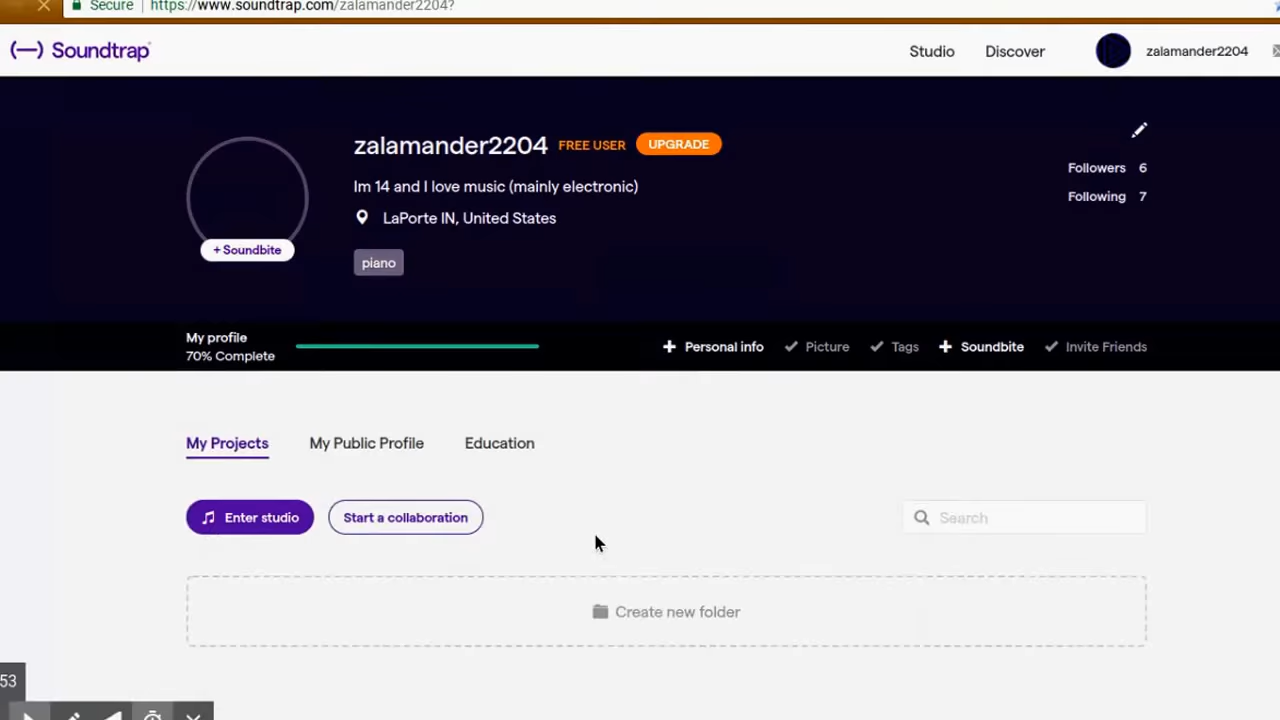 Secure https://www.soundtrap.com/zalamander2204?
Soundtrap
Studio Discover zalamander2204
zalamander2204 FREE USER UPGRADE
Im 14 and I love music (mainly electronic)
LaPorte IN, United States
+ Soundbite
piano
Followers 6
Following 7
My profile
70% Complete
Personal info Picture Tags Soundbite Invite Friends
My Projects My Public Profile Education
Enter studio Start a collaboration Search
Create new folder
53